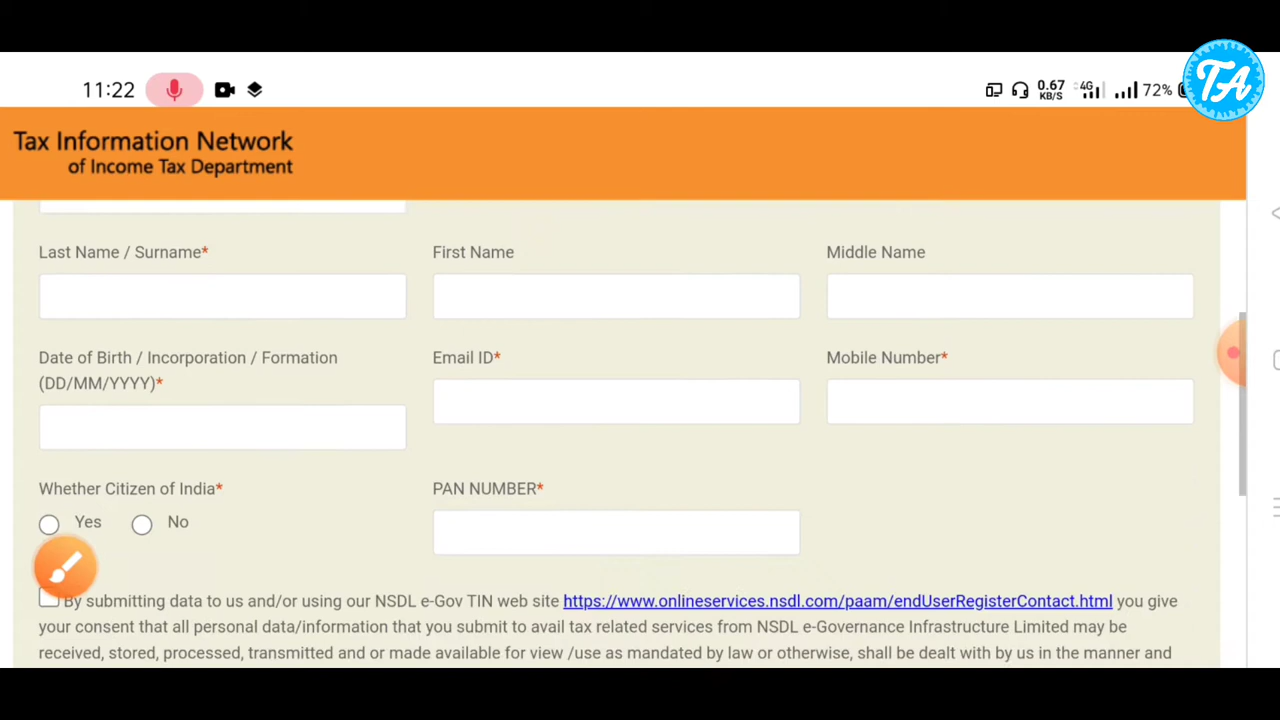 11:22
0.67
KB/S
4G
72%
TA
Tax Information Network
of Income Tax Department
Last Name / Surname*
First Name
Middle Name
Date of Birth / Incorporation / Formation
(DD/MM/YYYY)*
Email ID*
Mobile Number*
Whether Citizen of India*
PAN NUMBER*
Yes
No
By submitting data to us and/or using our NSDL e-Gov TIN web site https://www.onlineservices.nsdl.com/paam/endUserRegisterContact.html you give
your consent that all personal data/information that you submit to avail tax related services from NSDL e-Governance Infrastructure Limited may be
received, stored, processed, transmitted and or made available for view /use as mandated by law or otherwise, shall be dealt with by us in the manner and